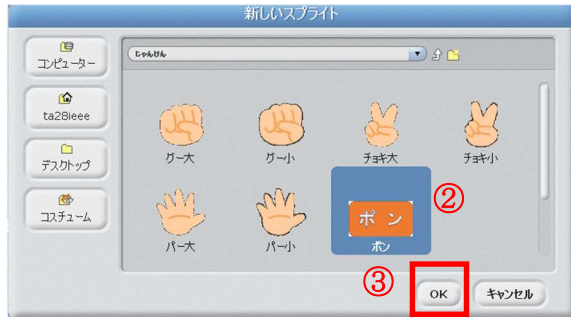 新しいスプライト
コンピューター
じゃんけん
ta28ieee
デスクトップ
コスチューム
グー大
グー小
チョキ大
チョキ小
②
ポン
パー大
パー小
ポン
③
OK
キャンセル